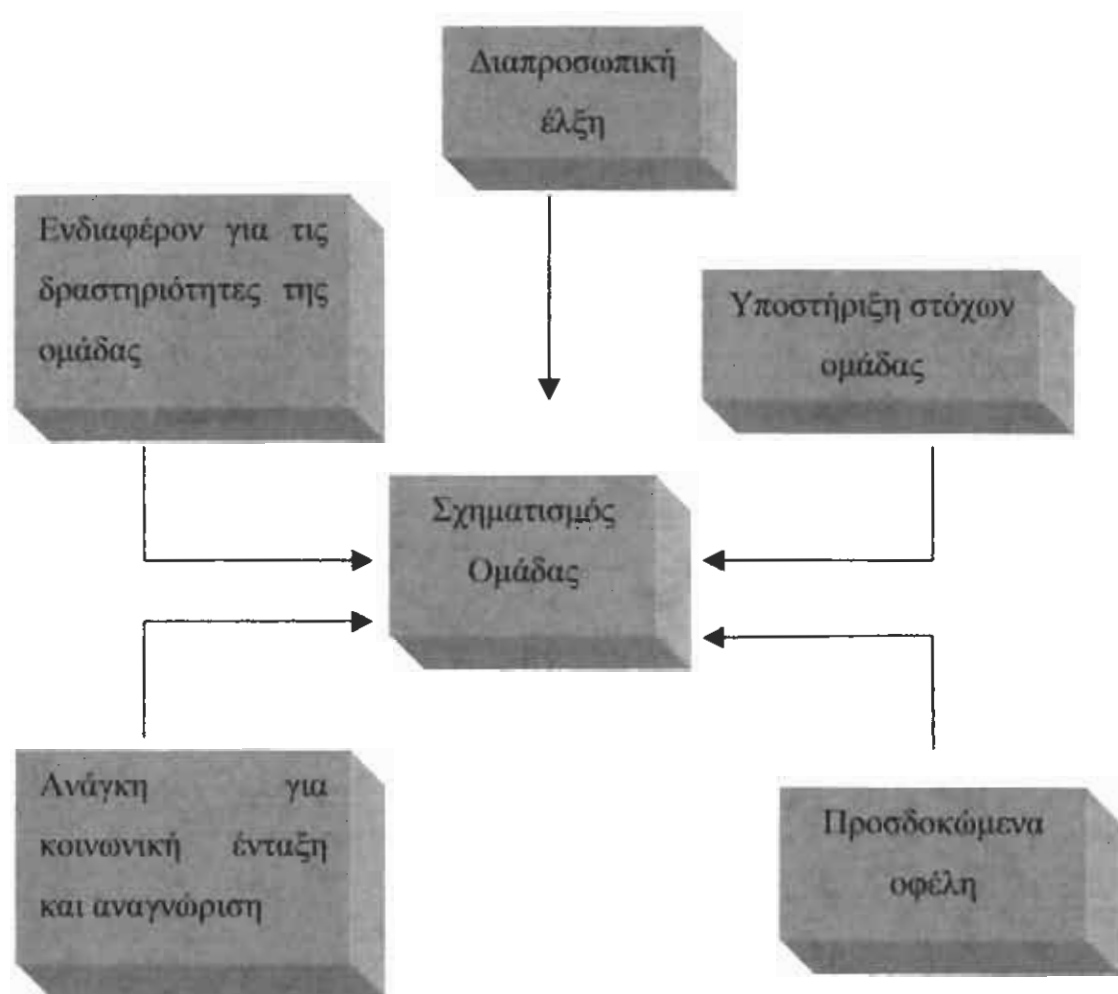 Διαπροσωπική
έλξη
Ενδιαφέρον για τις
δραστηριότητες της
ομάδας
Υποστήριξη στόχων
ομάδας
Σχηματισμός
Ομάδας
Ανάγκη για
κοινωνική ένταξη
και αναγνώριση
Προσδοκώμενα
οφέλη